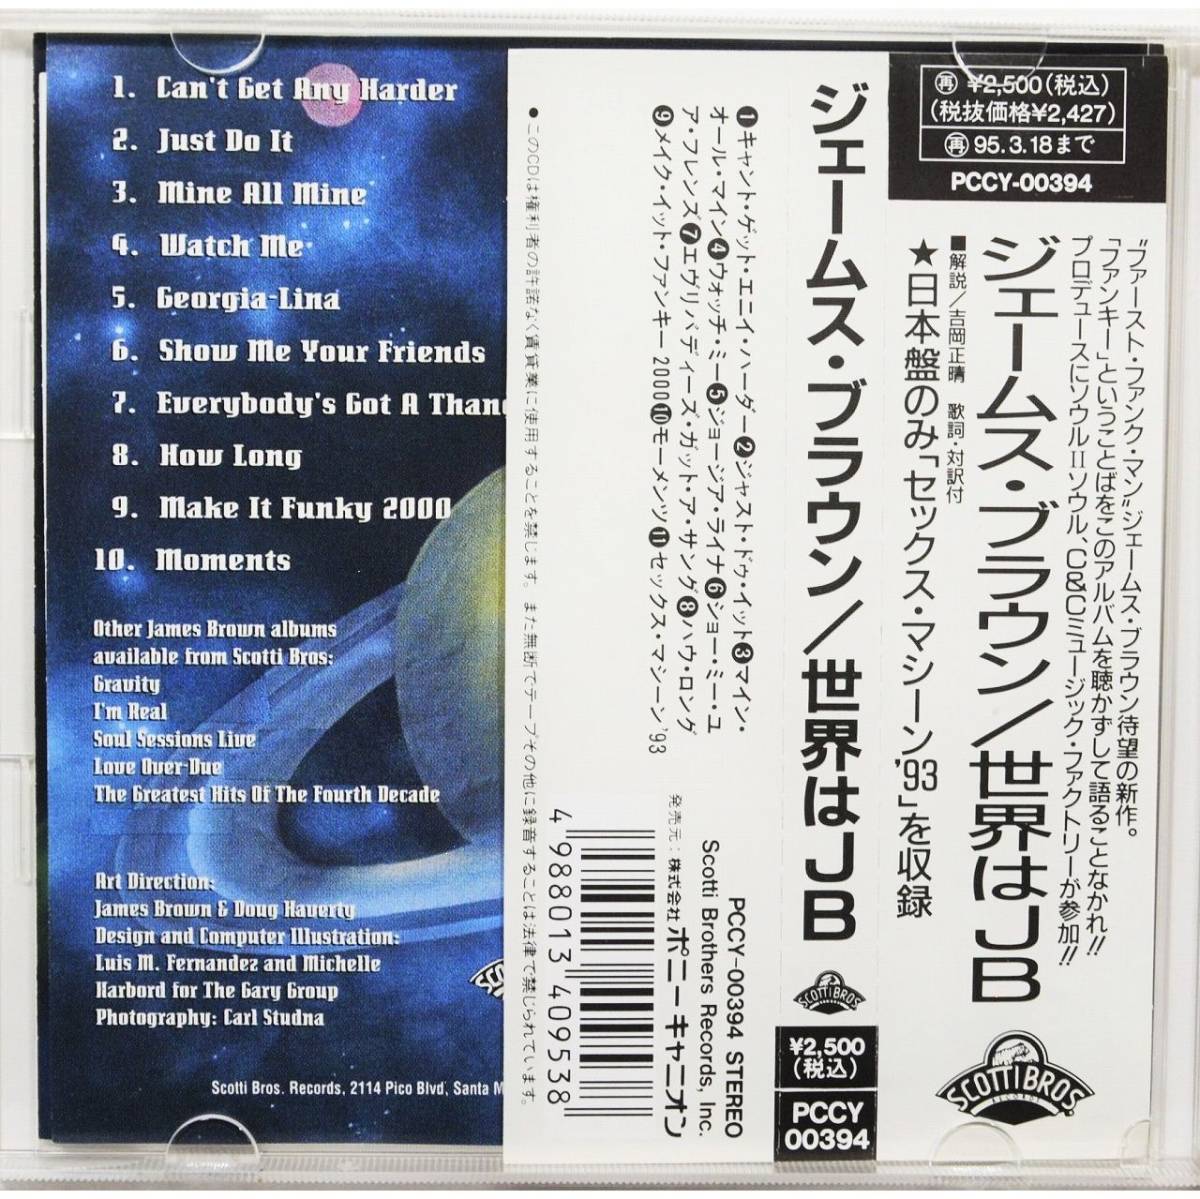 1. Can't Get Any Harder
2. Just Do It
3. Mine All Mine
4. Watch Me
5. Georgia-Lina
6. Show Me Your Friends
7. Everybody's Got A Thang
8. How Long
9. Make It Funky 2000
10. Moments
Other James Brown albums
available from Scotti Bros:
Gravity
I'm Real
Soul Sessions Live
Love Over-Due
The Greatest Hits Of The Fourth Decade
Art Direction:
James Brown & Doug Haverty
Design and Computer Illustration:
Luis M. Fernandez and Michelle
Harbord for The Gary Group
Photography: Carl Studna
Scotti Bros. Records, 2114 Pico Blvd, Santa M
再 ¥2,500(税込)
(税抜価格¥2,427)
再 95.3.18まで
PCCY-00394
“ファースト・ファンク・マン”ジェームス・ブラウン待望の新作。
「ファンキー」ということばをこのアルバムを聴かずして語ることなかれ!!
プロデュースにソウルIIソウル、C&Cミュージック・ファクトリーが参加!!
ジェームス・ブラウン/世界はJB
■解説/吉岡正晴 歌詞・対訳付
★日本盤のみ「セックス・マシーン'93」を収録
SCOTTI BROS
RECORDS
ジェームス・ブラウン/世界はJB
SCOTTI BROS
¥2,500
(税込)
PCCY
00394
❶キャント・ゲット・エニイ・ハーダー❷ジャスト・ドゥ・イット❸マイン・
オール・マイン❹ウォッチ・ミー❺ジョージア・ライナ❻ショー・ミー・ユ
ア・フレンズ❼エヴリバディーズ・ガット・ア・サング❽ハウ・ロング
❾メイク・イット・ファンキー 2000❿モーメンツ⓫セックス・マシーン'93
PCCY-00394 STEREO
Scotti Brothers Records, Inc.
発売元:株式会社ポニーキャニオン
4 988013 409538
●このCDは権利者の許諾なく賃貸業に使用することを禁じます。また無断でテープその他に録音することは法律で禁じられています。